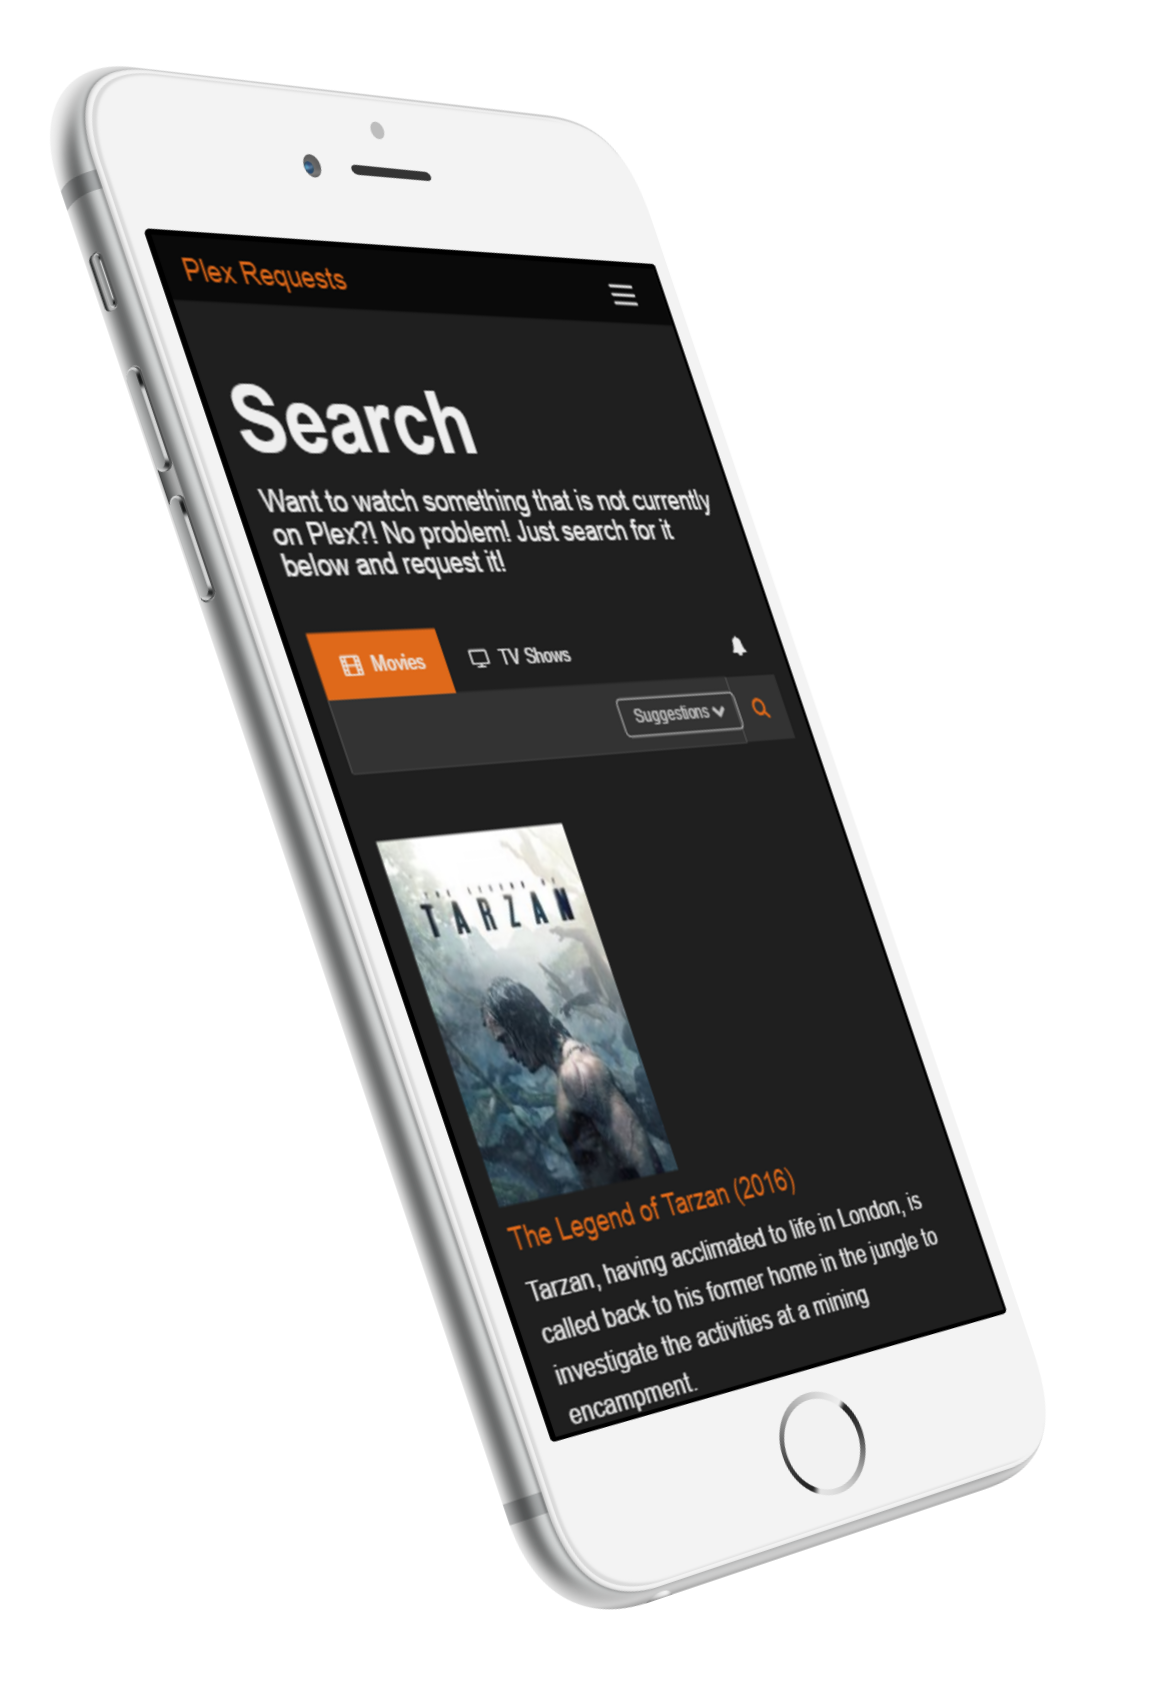 Plex Requests
Search
Want to watch something that is not currently
on Plex?! No problem! Just search for it
below and request it!
Movies
TV Shows
Suggestions
THE LEGEND OF
TARZAN
The Legend of Tarzan (2016)
Tarzan, having acclimated to life in London, is
called back to his former home in the jungle to
investigate the activities at a mining
encampment.